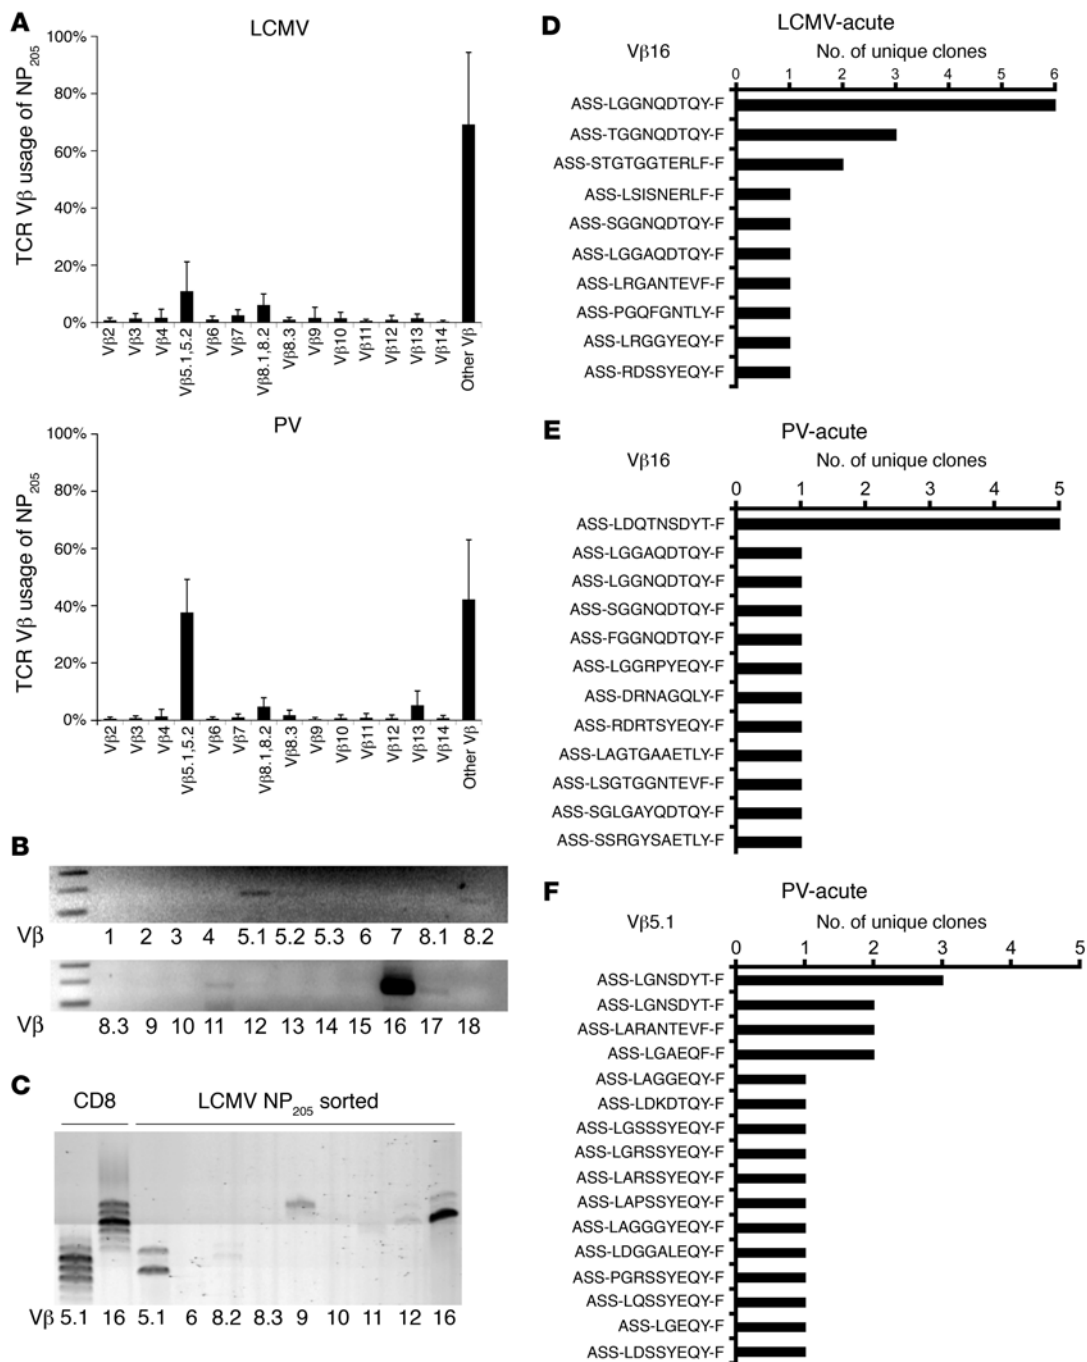 A
LCMV
TCR Vβ usage of NP205
100%
80%
60%
40%
20%
0%
Vβ2
Vβ3
Vβ4
Vβ5.1,5.2
Vβ6
Vβ7
Vβ8.1,8.2
Vβ8.3
Vβ9
Vβ10
Vβ11
Vβ12
Vβ13
Vβ14
Other Vβ
PV
TCR Vβ usage of NP205
100%
80%
60%
40%
20%
0%
Vβ2
Vβ3
Vβ4
Vβ5.1,5.2
Vβ6
Vβ7
Vβ8.1,8.2
Vβ8.3
Vβ9
Vβ10
Vβ11
Vβ12
Vβ13
Vβ14
Other Vβ
B
Vβ 1 2 3 4 5.1 5.2 5.3 6 7 8.1 8.2
Vβ 8.3 9 10 11 12 13 14 15 16 17 18
C
CD8 LCMV NP205 sorted
Vβ 5.1 16 5.1 6 8.2 8.3 9 10 11 12 16
D
LCMV-acute
Vβ16 No. of unique clones
0 1 2 3 4 5 6
ASS-LGGNQDTQY-F
ASS-TGGNQDTQY-F
ASS-STGTGGTERLF-F
ASS-LSISNERLF-F
ASS-SGGNQDTQY-F
ASS-LGGAQDTQY-F
ASS-LRGANTEVF-F
ASS-PGQFGNTLY-F
ASS-LRGGYEQY-F
ASS-RDSSYEQY-F
E
PV-acute
Vβ16 No. of unique clones
0 1 2 3 4 5
ASS-LDQTNSDYT-F
ASS-LGGAQDTQY-F
ASS-LGGNQDTQY-F
ASS-SGGNQDTQY-F
ASS-FGGNQDTQY-F
ASS-LGGRPYEQY-F
ASS-DRNAGQLY-F
ASS-RDRTSYEQY-F
ASS-LAGTGAAETLY-F
ASS-LSGTGGNTEVF-F
ASS-SGLGAYQDTQY-F
ASS-SSRGYSAETLY-F
F
PV-acute
Vβ5.1 No. of unique clones
0 1 2 3 4 5
ASS-LGNSDYT-F
ASS-LGNSDYT-F
ASS-LARANTEVF-F
ASS-LGAEQF-F
ASS-LAGGEQY-F
ASS-LDKDTQY-F
ASS-LGSSSYEQY-F
ASS-LGRSSYEQY-F
ASS-LARSSYEQY-F
ASS-LAPSSYEQY-F
ASS-LAGGGYEQY-F
ASS-LDGGALEQY-F
ASS-PGRSSYEQY-F
ASS-LQSSYEQY-F
ASS-LGEQY-F
ASS-LDSSYEQY-F